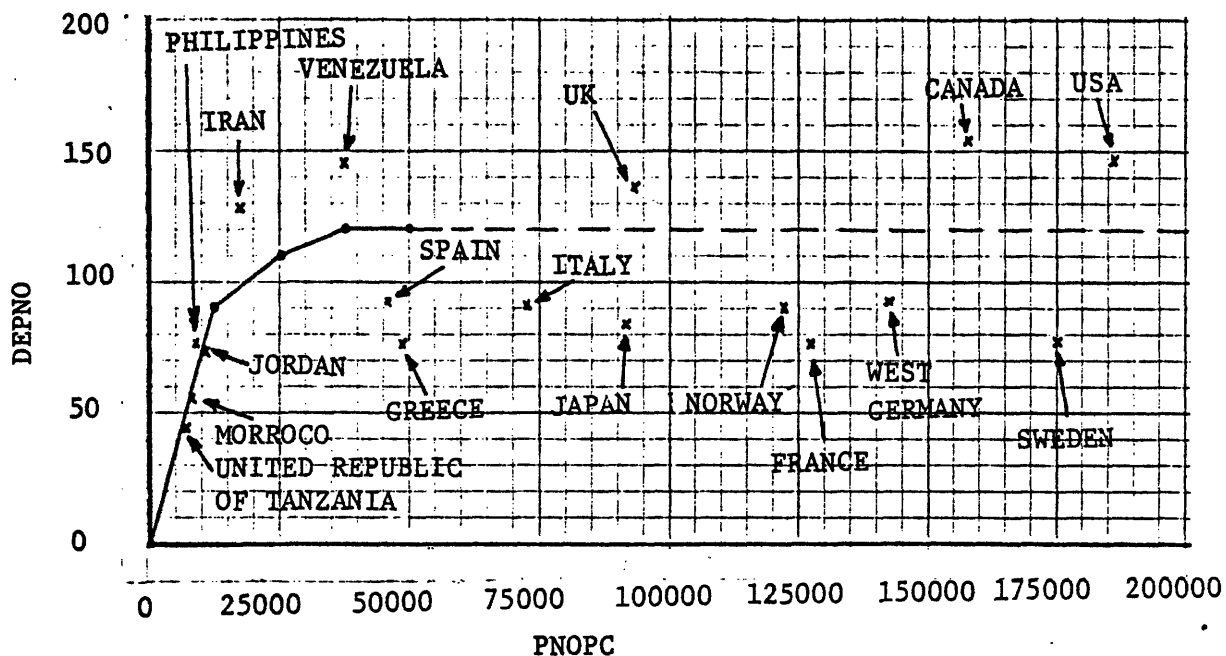 200
PHILIPPINES
VENEZUELA
UK
CANADA
USA
IRAN
150
SPAIN
ITALY
100
DEPNO
JORDAN
WEST
GERMANY
GREECE
JAPAN
NORWAY
50
MORROCO
SWEDEN
UNITED REPUBLIC
OF TANZANIA
FRANCE
0
0
25000
50000
75000
100000
125000
150000
175000
200000
PNOPC